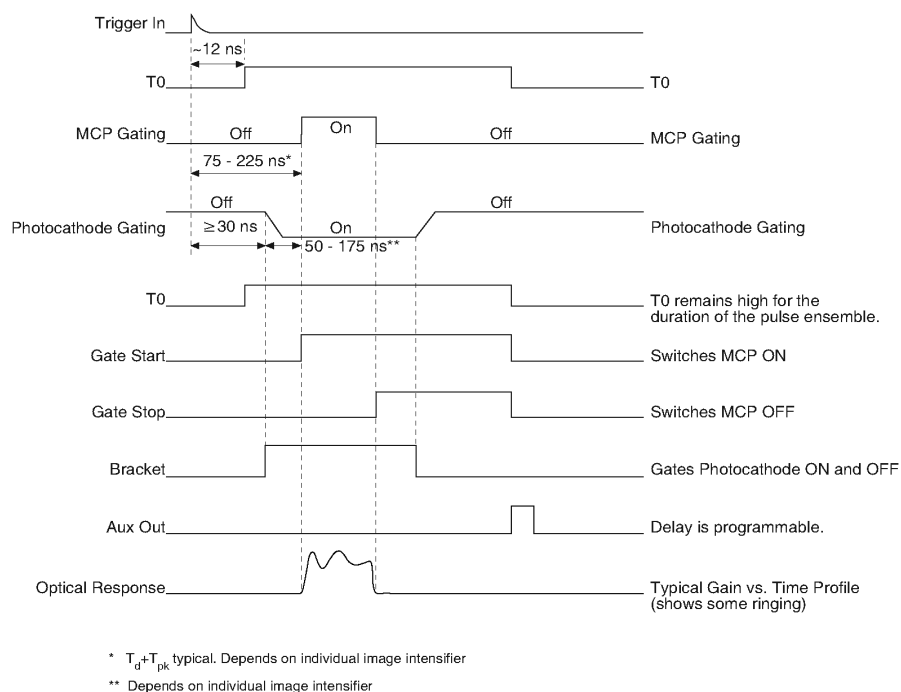 Trigger In
~12 ns
T0 T0
MCP Gating Off On Off MCP Gating
75 - 225 ns*
Off Off
Photocathode Gating ≥30 ns On Photocathode Gating
50 - 175 ns**
T0 T0 remains high for the
duration of the pulse ensemble.
Gate Start Switches MCP ON
Gate Stop Switches MCP OFF
Bracket Gates Photocathode ON and OFF
Aux Out Delay is programmable.
Optical Response Typical Gain vs. Time Profile
(shows some ringing)
* Td+Tpk typical. Depends on individual image intensifier
** Depends on individual image intensifier